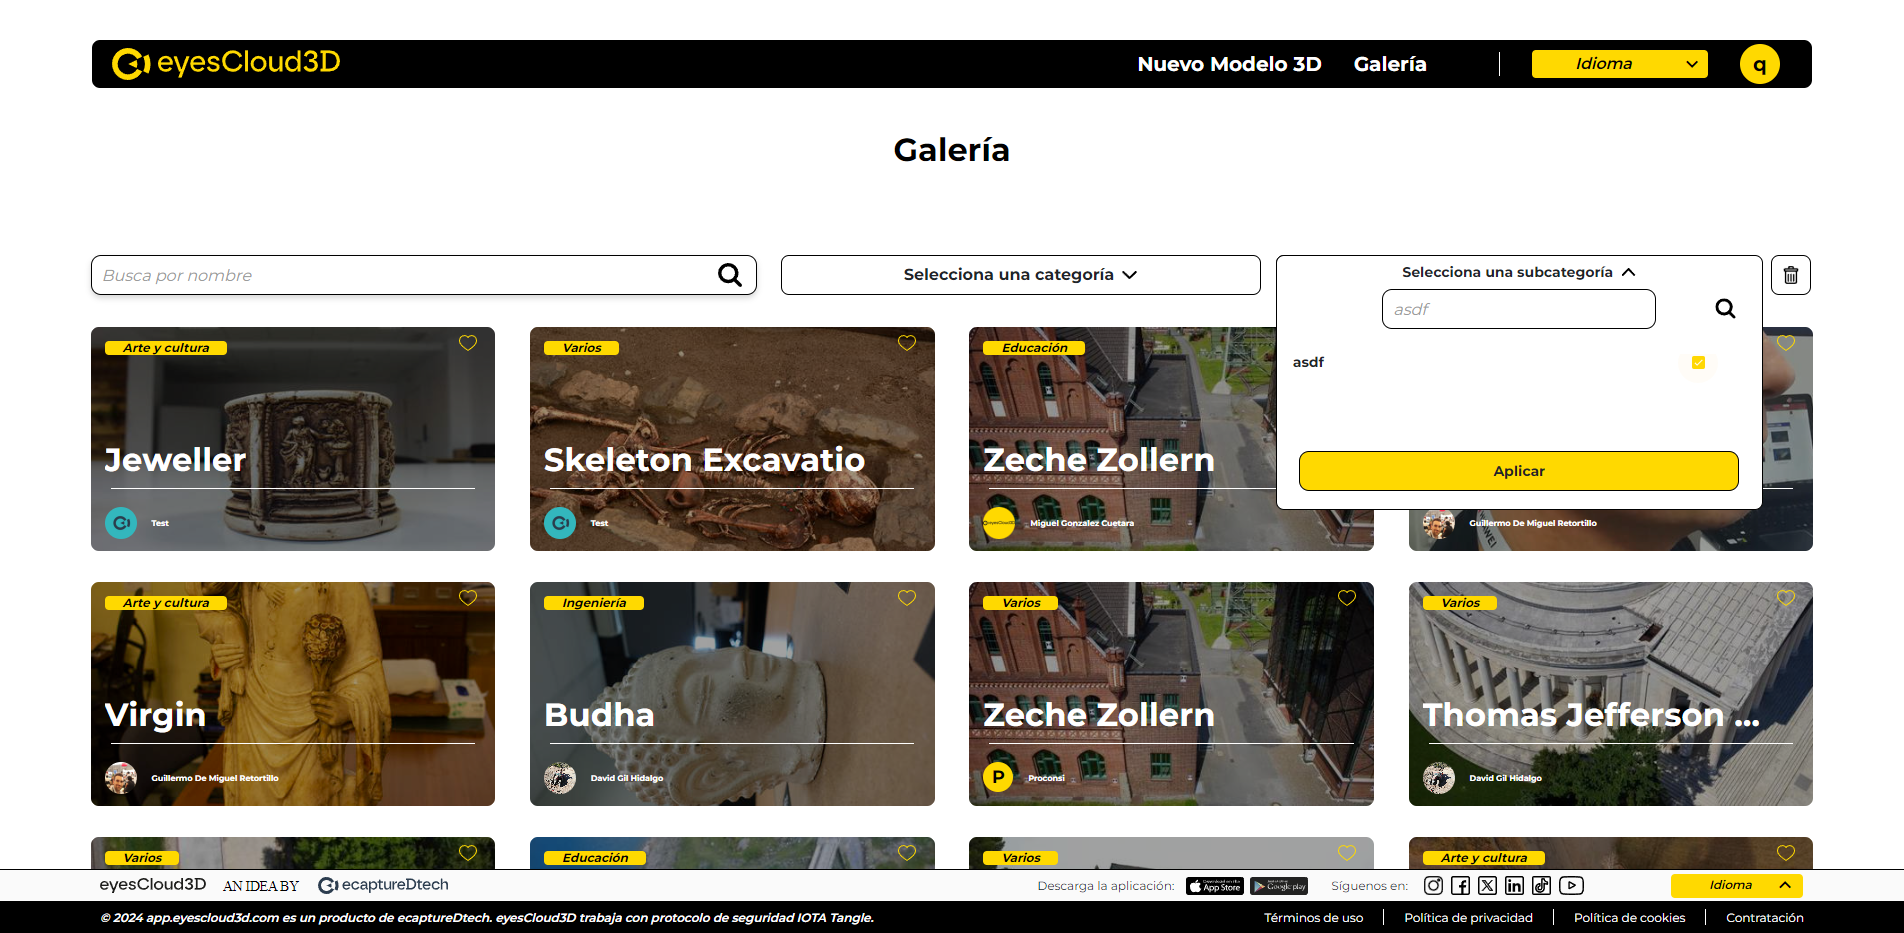 eyesCloud3D
Nuevo Modelo 3D
Galería
Idioma
q
Galería
Busca por nombre
Selecciona una categoría
Selecciona una subcategoría
asdf
asdf
Aplicar
Arte y cultura
Jeweller
Test
Varios
Skeleton Excavatio
Test
Educación
Zeche Zollern
eyesCloud3D
Miguel Gonzalez Cuetara
Guillermo De Miguel Retortillo
Arte y cultura
Virgin
Guillermo De Miguel Retortillo
Ingeniería
Budha
David Gil Hidalgo
Varios
Zeche Zollern
P
Proconsi
Varios
Thomas Jefferson ...
David Gil Hidalgo
Varios
Educación
Varios
Arte y cultura
eyesCloud3D
AN IDEA BY
ecaptureDtech
Descarga la aplicación:
App Store
Google play
Síguenos en:
Idioma
© 2024 app.eyescloud3d.com es un producto de ecaptureDtech. eyesCloud3D trabaja con protocolo de seguridad IOTA Tangle.
Términos de uso
Política de privacidad
Política de cookies
Contratación